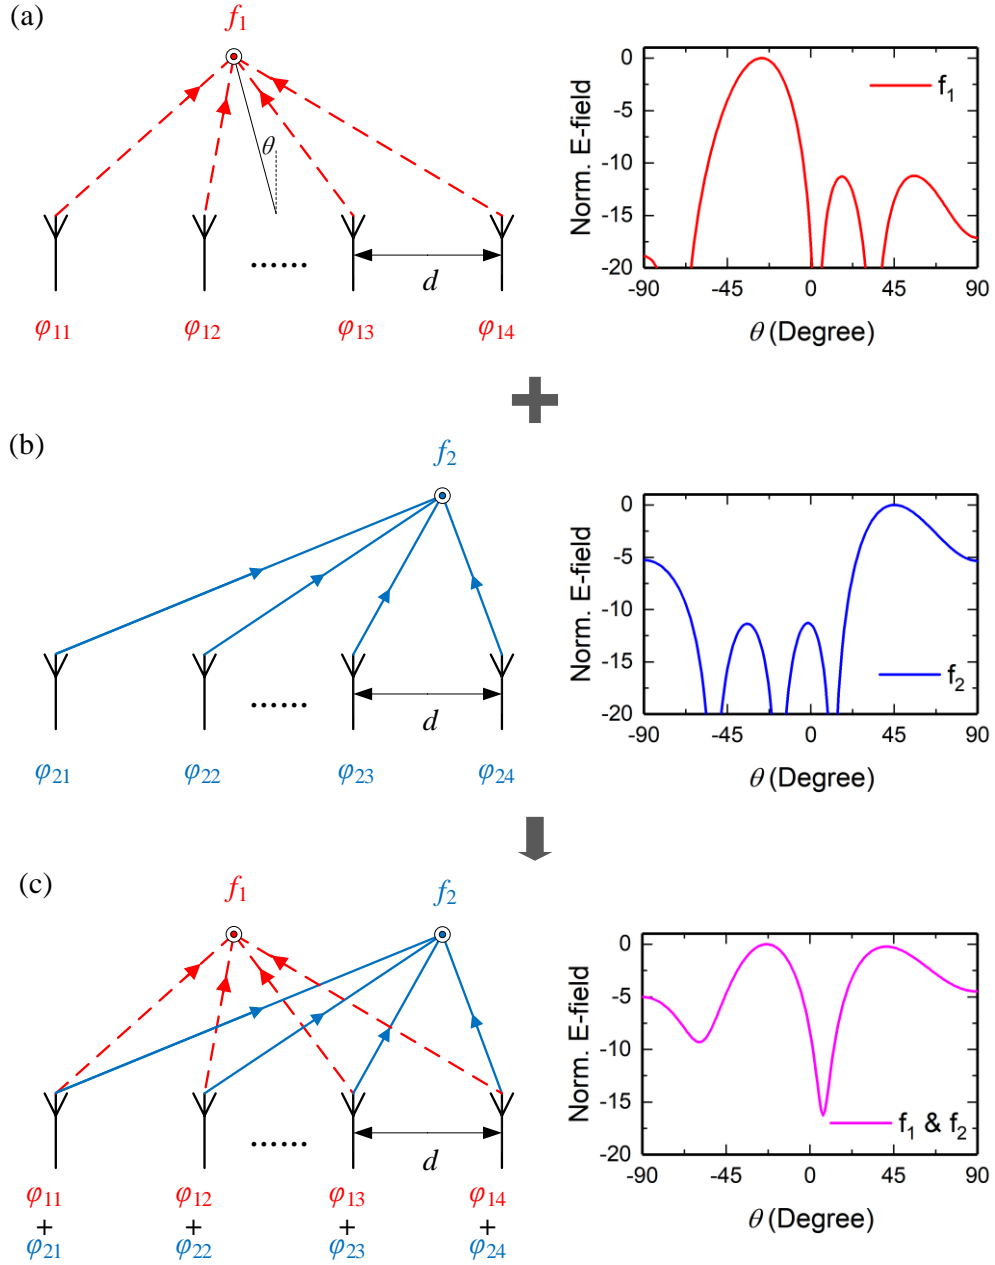 (a)
f1
θ
d
......
φ11 φ12 φ13 φ14
Norm. E-field
0
-5
-10
-15
-20
-90 -45 0 45 90
θ (Degree)
f1
(b)
f2
d
......
φ21 φ22 φ23 φ24
Norm. E-field
0
-5
-10
-15
-20
-90 -45 0 45 90
θ (Degree)
f2
(c)
f1 f2
d
......
φ11 φ12 φ13 φ14
+ + + +
φ21 φ22 φ23 φ24
Norm. E-field
0
-5
-10
-15
-20
-90 -45 0 45 90
θ (Degree)
f1 & f2